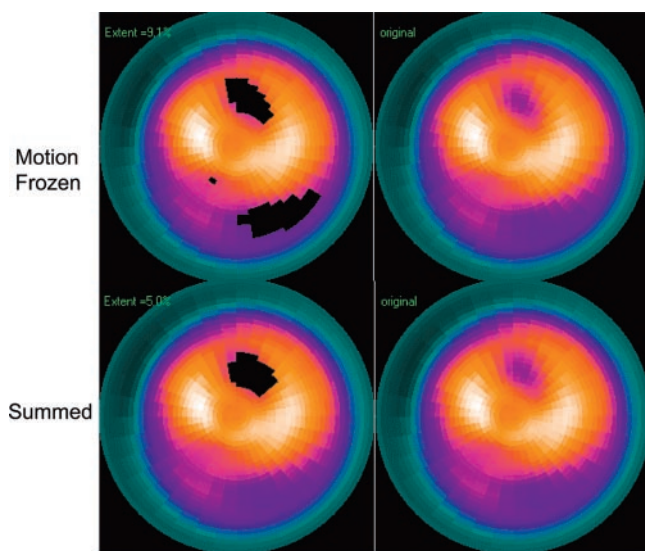 Extent =9.1%
original
Motion
Frozen
Extent =5.0%
original
Summed